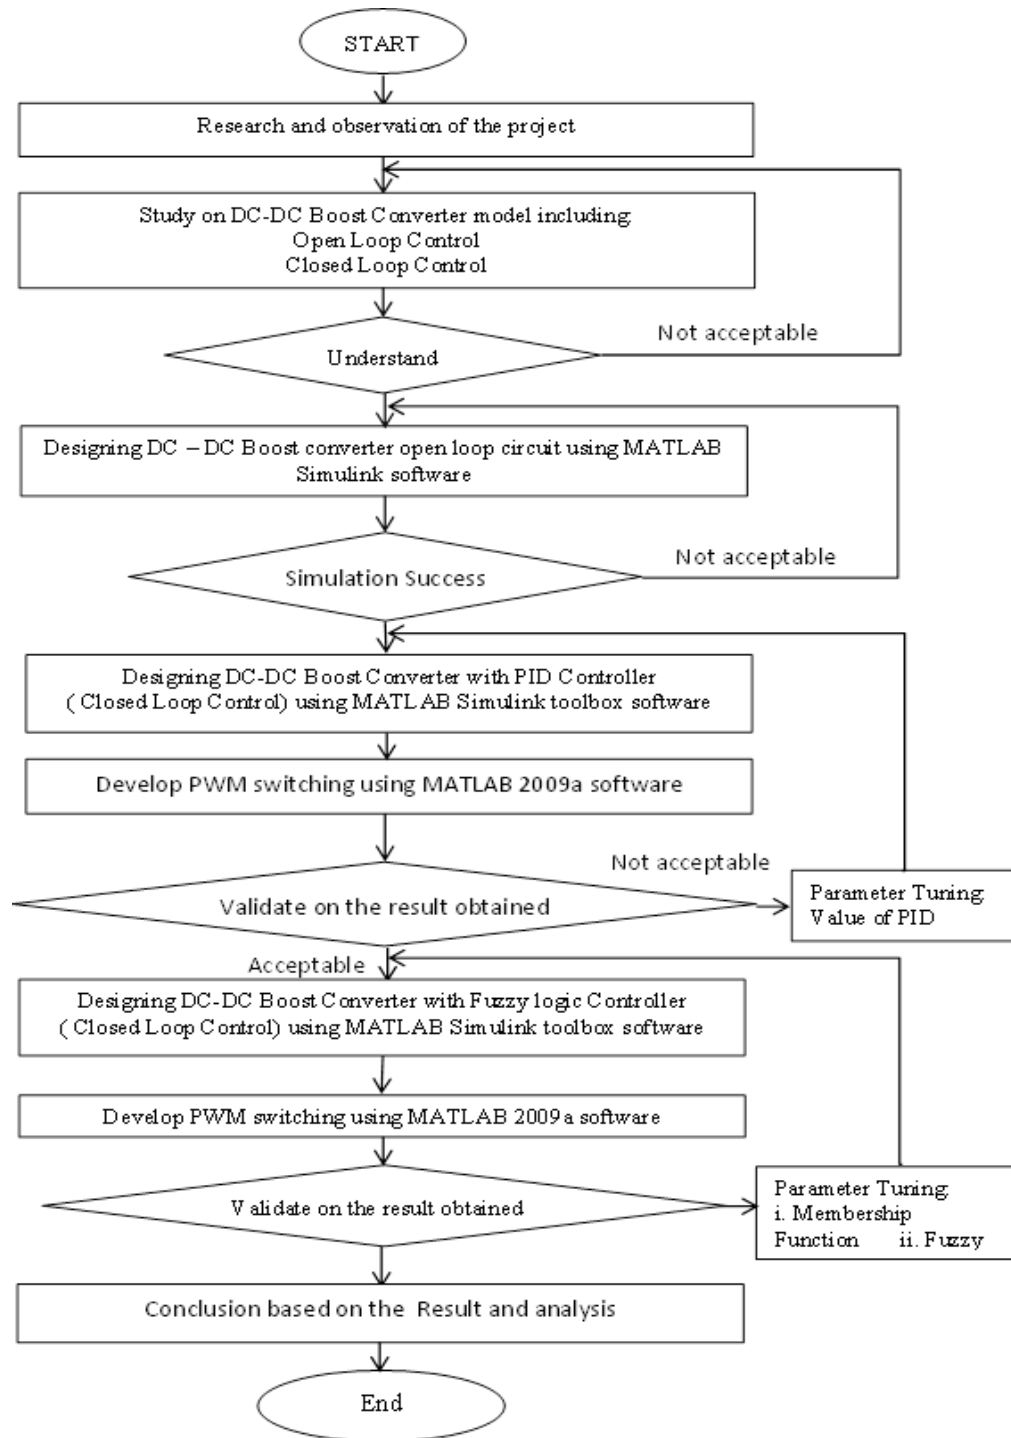 START
Research and observation of the project
Study on DC-DC Boost Converter model including:
Open Loop Control
Closed Loop Control
Not acceptable
Understand
Designing DC – DC Boost converter open loop circuit using MATLAB
Simulink software
Not acceptable
Simulation Success
Designing DC-DC Boost Converter with PID Controller
( Closed Loop Control) using MATLAB Simulink toolbox software
Develop PWM switching using MATLAB 2009a software
Not acceptable
Validate on the result obtained
Parameter Tuning:
Value of PID
Acceptable
Designing DC-DC Boost Converter with Fuzzy logic Controller
( Closed Loop Control) using MATLAB Simulink toolbox software
Develop PWM switching using MATLAB 2009a software
Validate on the result obtained
Parameter Tuning:
i. Membership
Function ii. Fuzzy
Conclusion based on the Result and analysis
End